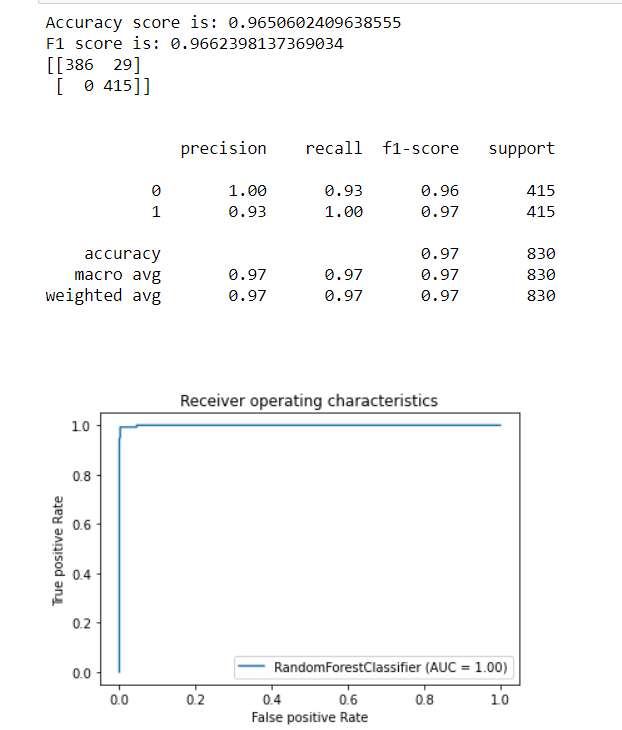 Accuracy score is: 0.9650602409638555
F1 score is: 0.9662398137369034
[[386  29]
 [  0 415]]
precision recall f1-score support
0 1.00 0.93 0.96 415
1 0.93 1.00 0.97 415
accuracy 0.97 830
macro avg 0.97 0.97 0.97 830
weighted avg 0.97 0.97 0.97 830
Receiver operating characteristics
True positive Rate
1.0
0.8
0.6
0.4
0.2
0.0
RandomForestClassifier (AUC = 1.00)
0.0 0.2 0.4 0.6 0.8 1.0
False positive Rate